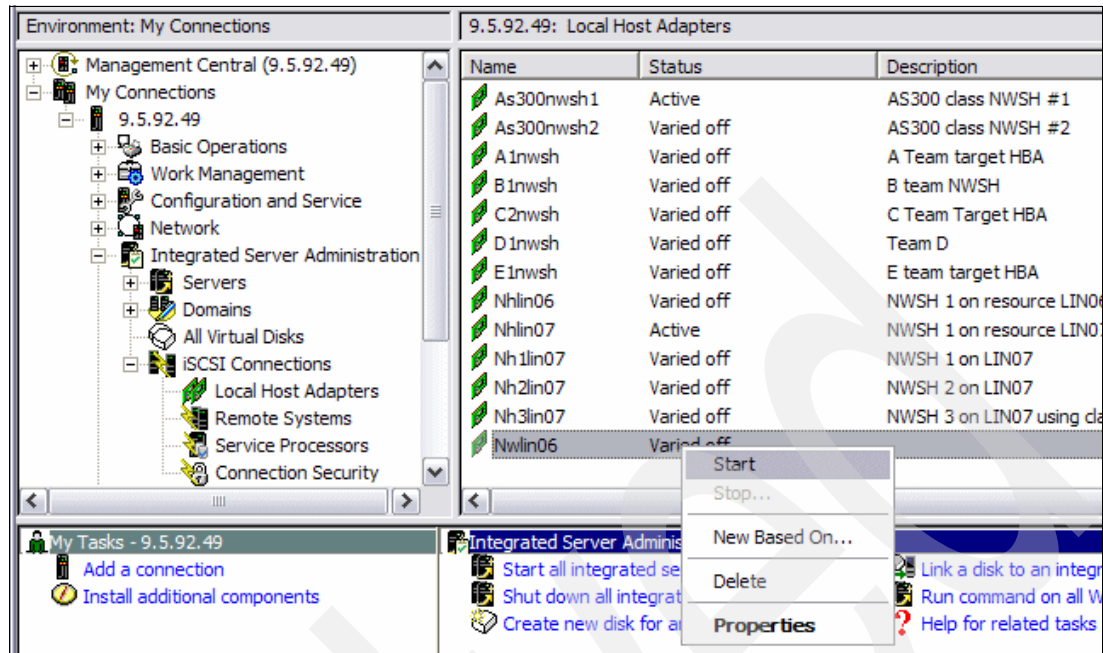 Environment: My Connections
9.5.92.49: Local Host Adapters
Management Central (9.5.92.49)
My Connections
9.5.92.49
Basic Operations
Work Management
Configuration and Service
Network
Integrated Server Administration
Servers
Domains
All Virtual Disks
iSCSI Connections
Local Host Adapters
Remote Systems
Service Processors
Connection Security
Name Status Description
As300nwsh1 Active AS300 class NWSH #1
As300nwsh2 Varied off AS300 class NWSH #2
A1nwsh Varied off A Team target HBA
B1nwsh Varied off B team NWSH
C2nwsh Varied off C Team Target HBA
D1nwsh Varied off Team D
E1nwsh Varied off E team target HBA
Nhlin06 Varied off NWSH 1 on resource LIN06
Nhlin07 Active NWSH 1 on resource LIN07
Nh1lin07 Varied off NWSH 1 on LIN07
Nh2lin07 Varied off NWSH 2 on LIN07
Nh3lin07 Varied off NWSH 3 on LIN07 using cla
Nwlin06 Varied off
Start
Stop...
New Based On...
Delete
Properties
My Tasks - 9.5.92.49
Add a connection
Install additional components
Integrated Server Adminis
Start all integrated se
Shut down all integrat
Create new disk for a
Link a disk to an integr
Run command on all W
Help for related tasks